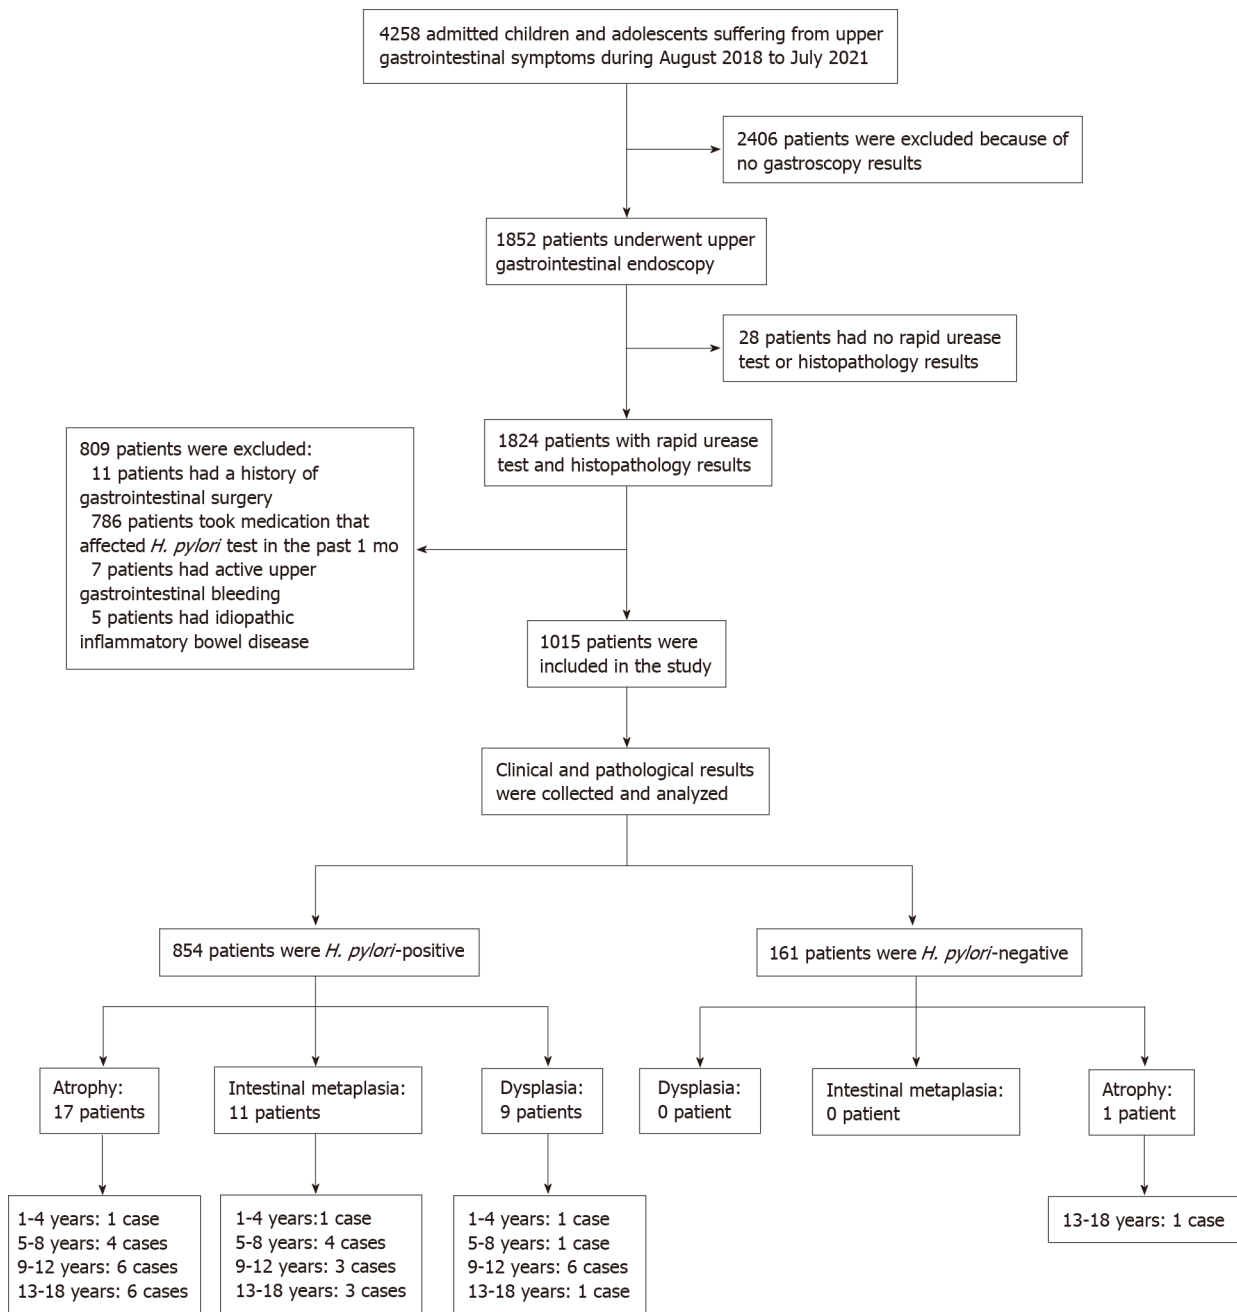 4258 admitted children and adolescents suffering from upper
gastrointestinal symptoms during August 2018 to July 2021
2406 patients were excluded because of
no gastroscopy results
1852 patients underwent upper
gastrointestinal endoscopy
28 patients had no rapid urease
test or histopathology results
1824 patients with rapid urease
test and histopathology results
809 patients were excluded:
11 patients had a history of
gastrointestinal surgery
786 patients took medication that
affected H. pylori test in the past 1 mo
7 patients had active upper
gastrointestinal bleeding
5 patients had idiopathic
inflammatory bowel disease
1015 patients were
included in the study
Clinical and pathological results
were collected and analyzed
854 patients were H. pylori-positive
161 patients were H. pylori-negative
Atrophy:
17 patients
Intestinal metaplasia:
11 patients
Dysplasia:
9 patients
Dysplasia:
0 patient
Intestinal metaplasia:
0 patient
Atrophy:
1 patient
1-4 years: 1 case
5-8 years: 4 cases
9-12 years: 6 cases
13-18 years: 6 cases
1-4 years:1 case
5-8 years: 4 cases
9-12 years: 3 cases
13-18 years: 3 cases
1-4 years: 1 case
5-8 years: 1 case
9-12 years: 6 cases
13-18 years: 1 case
13-18 years: 1 case